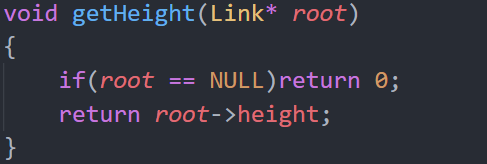 void getHeight(Link* root)
{
    if(root == NULL)return 0;
    return root->height;
}